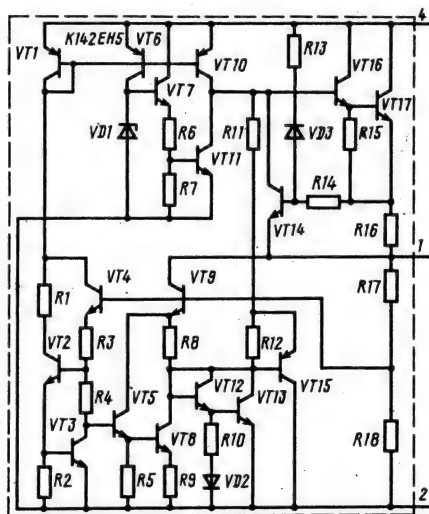 К142ЕН5
4
VT1
VT6
VT10
R13
VT16
VT7
VT17
VD1
R6
R11
VD3
R15
VT11
R7
R14
VT14
R16
1
VT4
VT9
R17
R1
VT2
R3
R8
R12
R4
VT5
VT12
VT15
VT3
VT13
VT8
R10
R18
R2
R5
R9
VD2
2